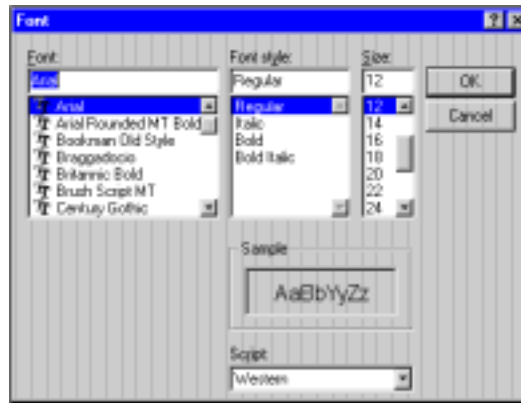 Font
Font: Font style: Size:
Arial Regular 12 OK
Arial Regular 12 Cancel
Arial Rounded MT Bold Italic 14
Bookman Old Style Bold 16
Braggadocio Bold Italic 18
Britannic Bold 20
Brush Script MT 22
Century Gothic 24
Sample
AaBbYyZz
Script:
Western